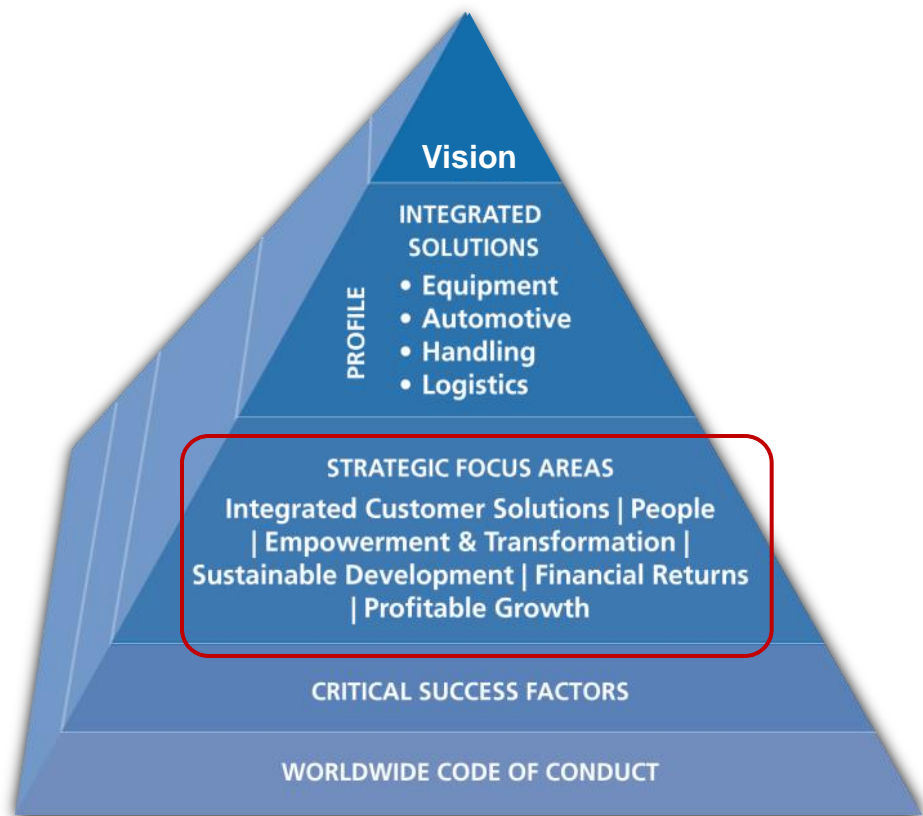 Vision
INTEGRATED
SOLUTIONS
PROFILE
• Equipment
• Automotive
• Handling
• Logistics
STRATEGIC FOCUS AREAS
Integrated Customer Solutions | People
| Empowerment & Transformation |
Sustainable Development | Financial Returns
| Profitable Growth
CRITICAL SUCCESS FACTORS
WORLDWIDE CODE OF CONDUCT